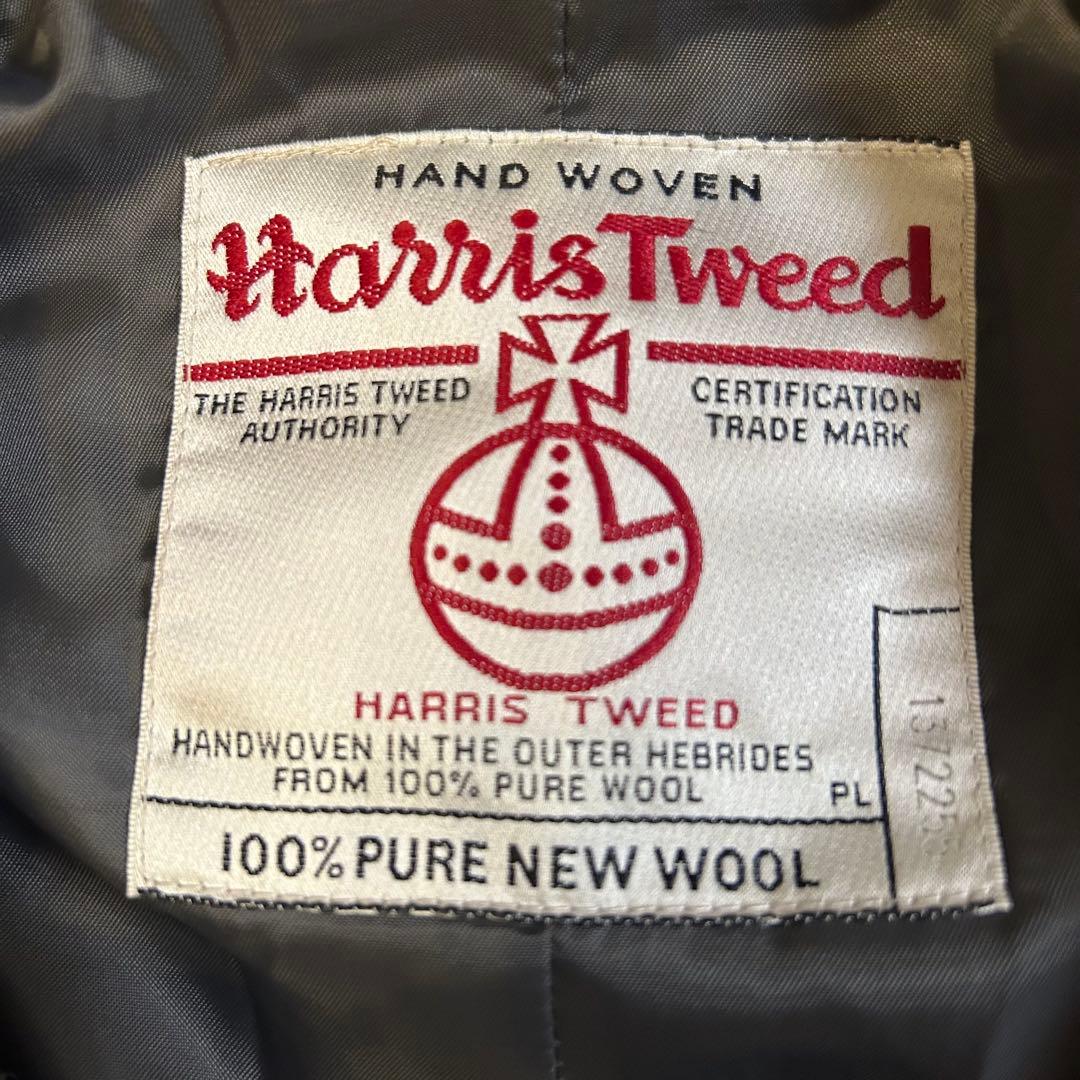 HAND WOVEN
Harris Tweed
THE HARRIS TWEED
AUTHORITY
CERTIFICATION
TRADE MARK
HARRIS TWEED
HANDWOVEN IN THE OUTER HEBRIDES
FROM 100% PURE WOOL
PL
100% PURE NEW WOOL